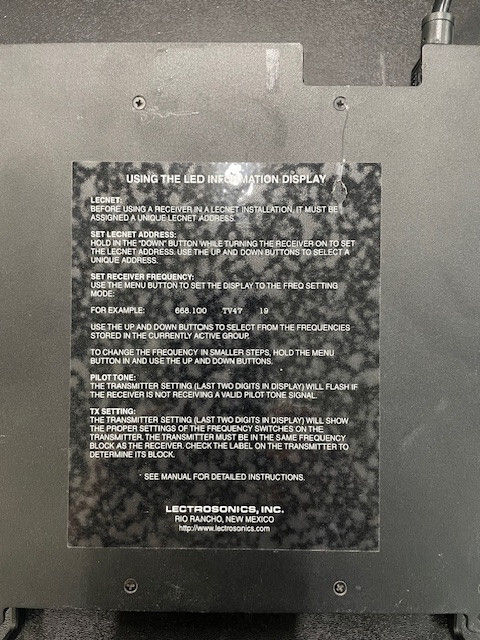 USING THE LED INFORMATION DISPLAY
LECNET:
BEFORE USING A RECEIVER IN A LECNET INSTALLATION, IT MUST BE
ASSIGNED A UNIQUE LECNET ADDRESS.
SET LECNET ADDRESS:
HOLD IN THE "DOWN" BUTTON WHILE TURNING THE RECEIVER ON TO SET
THE LECNET ADDRESS. USE THE UP AND DOWN BUTTONS TO SELECT A
UNIQUE ADDRESS.
SET RECEIVER FREQUENCY:
USE THE MENU BUTTON TO SET THE DISPLAY TO THE FREQ SETTING
MODE:
FOR EXAMPLE: 668.100 TV47 19
USE THE UP AND DOWN BUTTONS TO SELECT FROM THE FREQUENCIES
STORED IN THE CURRENTLY ACTIVE GROUP.
TO CHANGE THE FREQUENCY IN SMALLER STEPS, HOLD THE MENU
BUTTON IN AND USE THE UP AND DOWN BUTTONS.
PILOT TONE:
THE TRANSMITTER SETTING (LAST TWO DIGITS IN DISPLAY) WILL FLASH IF
THE RECEIVER IS NOT RECEIVING A VALID PILOT TONE SIGNAL.
TX SETTING:
THE TRANSMITTER SETTING (LAST TWO DIGITS IN DISPLAY) WILL SHOW
THE PROPER SETTINGS OF THE FREQUENCY SWITCHES ON THE
TRANSMITTER. THE TRANSMITTER MUST BE IN THE SAME FREQUENCY
BLOCK AS THE RECEIVER. CHECK THE LABEL ON THE TRANSMITTER TO
DETERMINE ITS BLOCK.
SEE MANUAL FOR DETAILED INSTRUCTIONS.
LECTROSONICS, INC.
RIO RANCHO, NEW MEXICO
http://www.lectrosonics.com